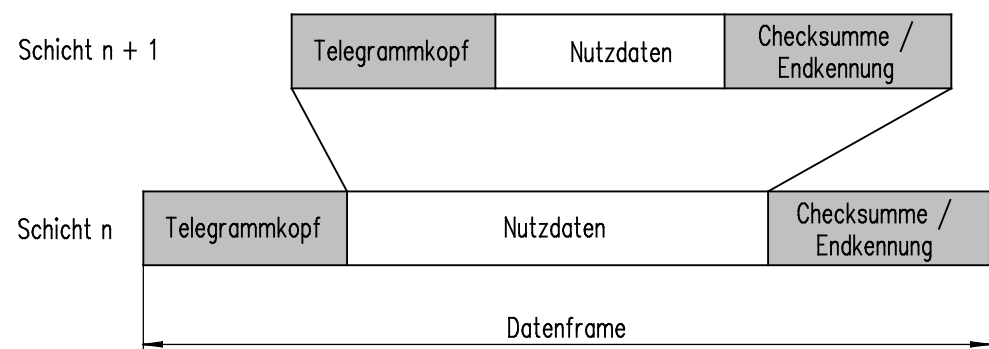 Schicht n + 1
Telegrammkopf
Nutzdaten
Checksumme /
Endkennung
Schicht n
Telegrammkopf
Nutzdaten
Checksumme /
Endkennung
Datenframe